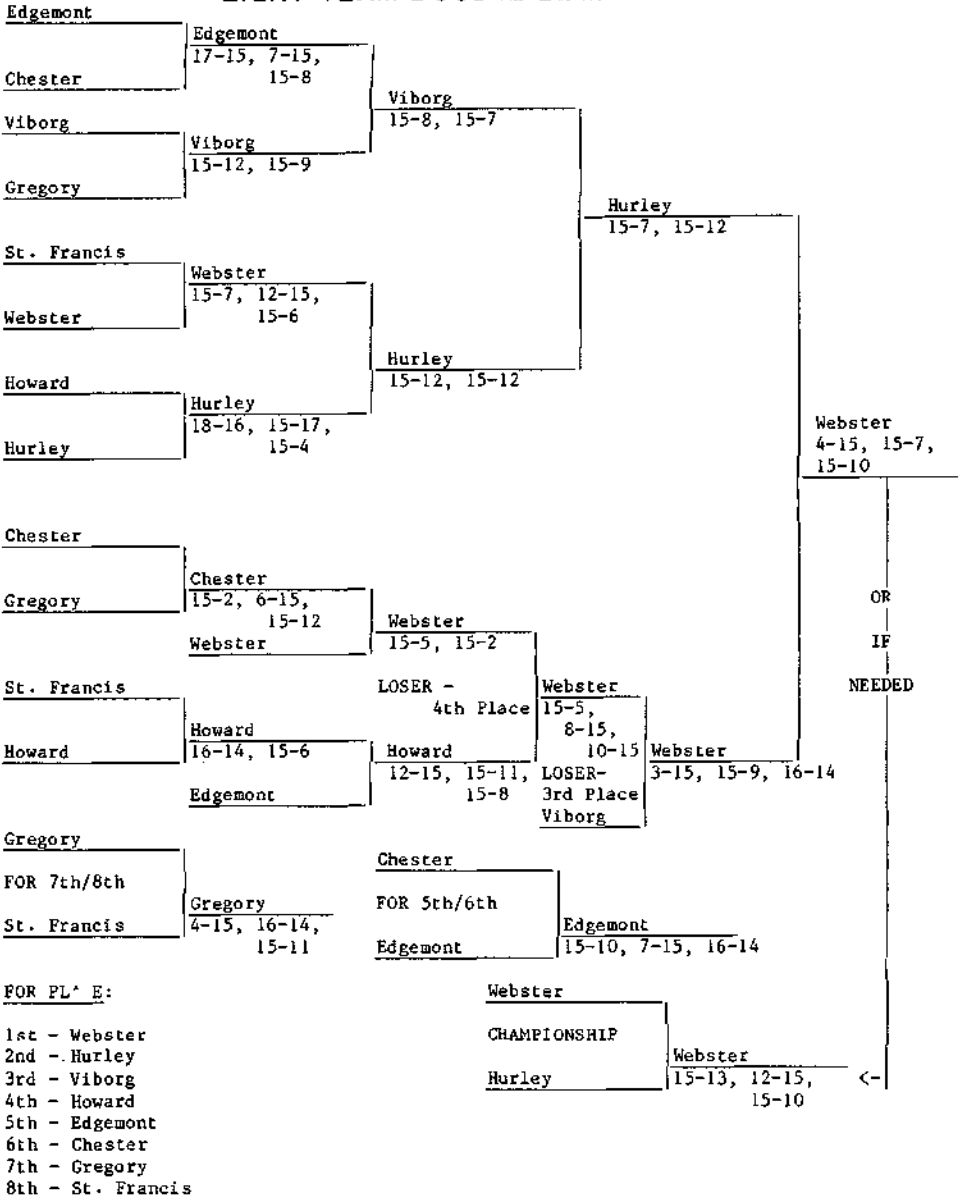 Edgemont
Edgemont
17-15, 7-15,
15-8
Chester
Viborg
15-8, 15-7
Viborg
Viborg
15-12, 15-9
Gregory
Hurley
15-7, 15-12
St. Francis
Webster
15-7, 12-15,
15-6
Webster
Hurley
15-12, 15-12
Howard
Hurley
18-16, 15-17,
15-4
Hurley
Webster
4-15, 15-7,
15-10
Chester
Chester
15-2, 6-15,
15-12
Gregory
Webster
Webster
15-5, 15-2
OR
IF
NEEDED
St. Francis
LOSER -
4th Place
Webster
15-5,
8-15,
10-15
Howard
16-14, 15-6
Howard
Howard
12-15, 15-11,
15-8
Edgemont
LOSER-
3rd Place
Viborg
Webster
3-15, 15-9, 16-14
Gregory
FOR 7th/8th
St. Francis
Gregory
4-15, 16-14,
15-11
Chester
FOR 5th/6th
Edgemont
Edgemont
15-10, 7-15, 16-14
FOR PL E:
1st - Webster
2nd - Hurley
3rd - Viborg
4th - Howard
5th - Edgemont
6th - Chester
7th - Gregory
8th - St. Francis
Webster
CHAMPIONSHIP
Hurley
Webster
15-13, 12-15,
15-10
<-